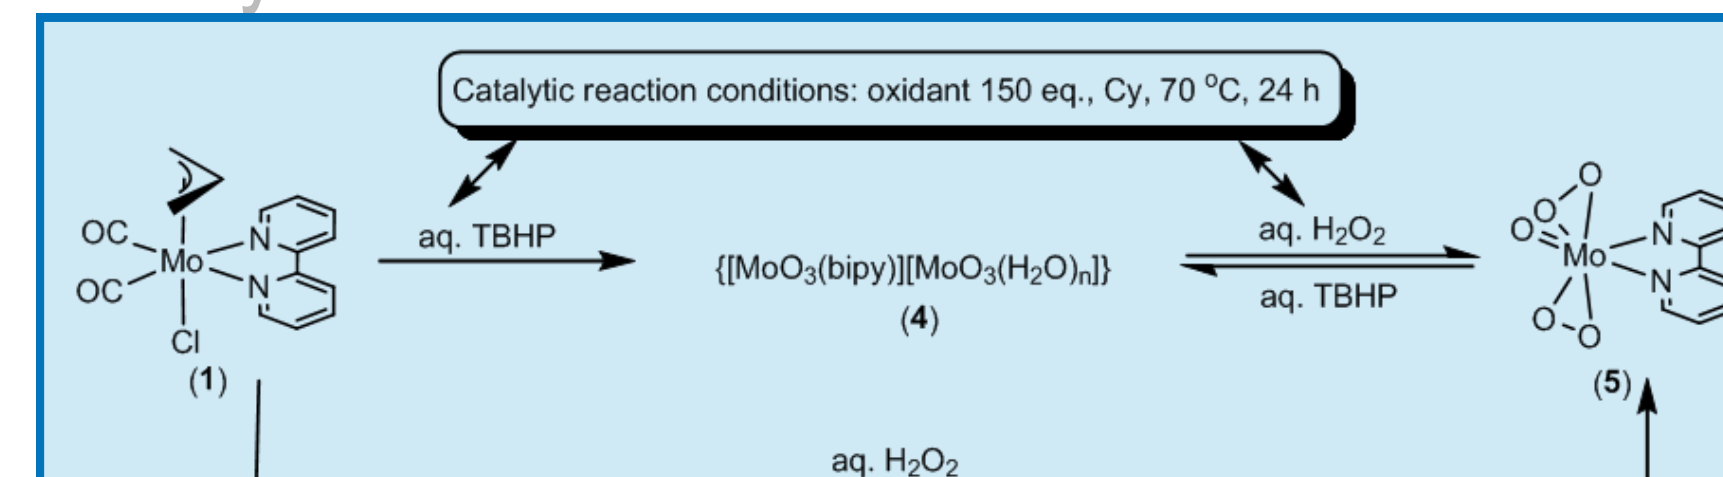 Catalytic reaction conditions: oxidant 150 eq., Cy, 70 °C, 24 h
OC
OC
Mo
N
N
Cl
(1)
aq. TBHP
{[MoO₃(bipy)][MoO₃(H₂O)ₙ]}
(4)
aq. H₂O₂
aq. TBHP
O
O
O
Mo
N
N
O
O
(5)
aq. H₂O₂